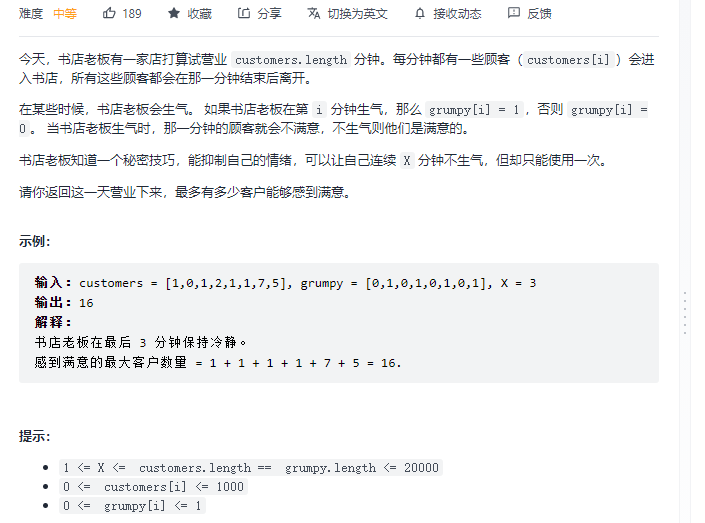 难度 中等 189 收藏 分享 切换为英文 接收动态 反馈
今天，书店老板有一家店打算试营业 customers.length 分钟。每分钟都有一些顾客（customers[i]）会进
入书店，所有这些顾客都会在那一分钟结束后离开。
在某些时候，书店老板会生气。 如果书店老板在第 i 分钟生气，那么 grumpy[i] = 1，否则 grumpy[i] =
0。 当书店老板生气时，那一分钟的顾客就会不满意，不生气则他们是满意的。
书店老板知道一个秘密技巧，能抑制自己的情绪，可以让自己连续 X 分钟不生气，但却只能使用一次。
请你返回这一天营业下来，最多有多少客户能够感到满意。
示例：
输入：customers = [1,0,1,2,1,1,7,5], grumpy = [0,1,0,1,0,1,0,1], X = 3
输出：16
解释：
书店老板在最后 3 分钟保持冷静。
感到满意的最大客户数量 = 1 + 1 + 1 + 1 + 7 + 5 = 16.
提示：
1 <= X <= customers.length == grumpy.length <= 20000
0 <= customers[i] <= 1000
0 <= grumpy[i] <= 1